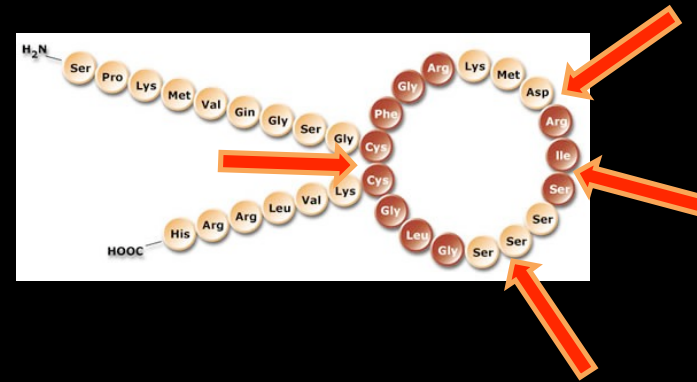 H₂N
Ser
Pro
Lys
Met
Val
Gin
Gly
Ser
Gly
Cys
Phe
Gly
Arg
Lys
Met
Asp
Arg
Ile
Ser
Ser
Ser
Ser
Gly
Leu
Gly
Cys
Lys
Val
Leu
Arg
Arg
His
HOOC